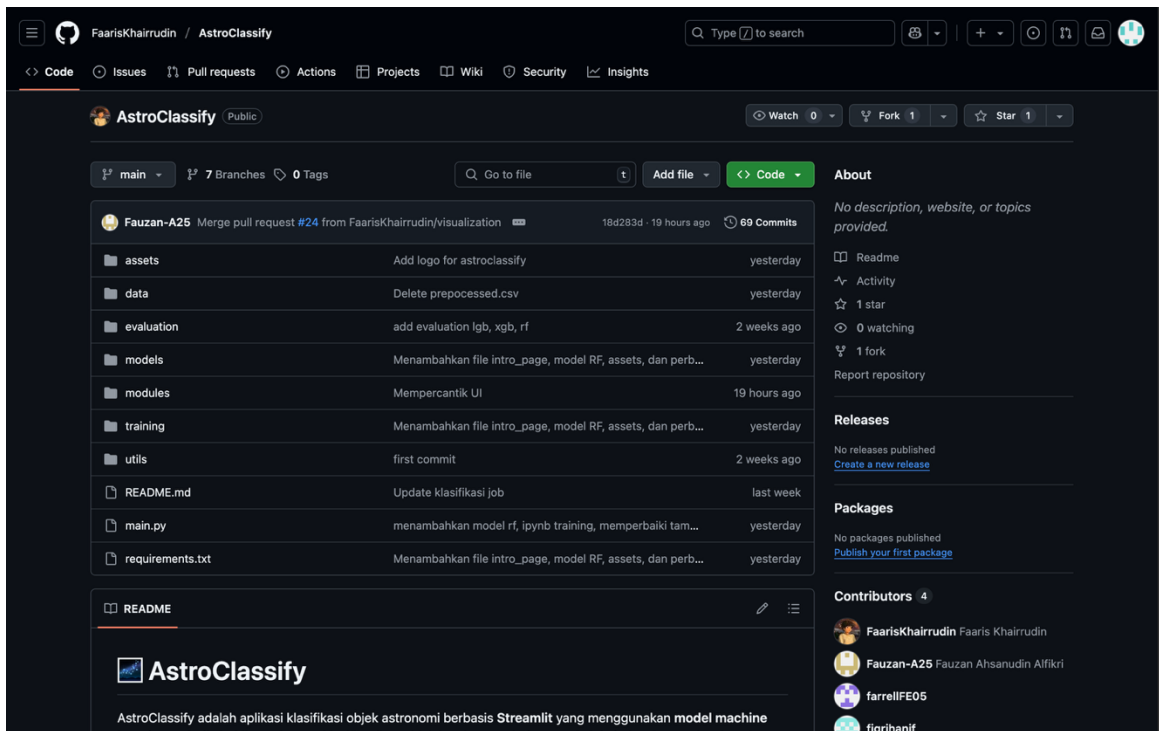 FaarisKhairrudin / AstroClassify
Type / to search
Code Issues Pull requests Actions Projects Wiki Security Insights
AstroClassify Public
Watch 0 Fork 1 Star 1
main 7 Branches 0 Tags Go to file t Add file Code
Fauzan-A25 Merge pull request #24 from FaarisKhairrudin/visualization 18d283d · 19 hours ago 69 Commits
assets Add logo for astroclassify yesterday
data Delete prepocessed.csv yesterday
evaluation add evaluation lgb, xgb, rf 2 weeks ago
models Menambahkan file intro_page, model RF, assets, dan perb... yesterday
modules Mempercantik UI 19 hours ago
training Menambahkan file intro_page, model RF, assets, dan perb... yesterday
utils first commit 2 weeks ago
README.md Update klasifikasi job last week
main.py menambahkan model rf, ipynb training, memperbaiki tam... yesterday
requirements.txt Menambahkan file intro_page, model RF, assets, dan perb... yesterday
README
AstroClassify
AstroClassify adalah aplikasi klasifikasi objek astronomi berbasis Streamlit yang menggunakan model machine
About
No description, website, or topics
provided.
Readme
Activity
1 star
0 watching
1 fork
Report repository
Releases
No releases published
Create a new release
Packages
No packages published
Publish your first package
Contributors 4
FaarisKhairrudin Faaris Khairrudin
Fauzan-A25 Fauzan Ahsanudin Alfikri
farrellFE05